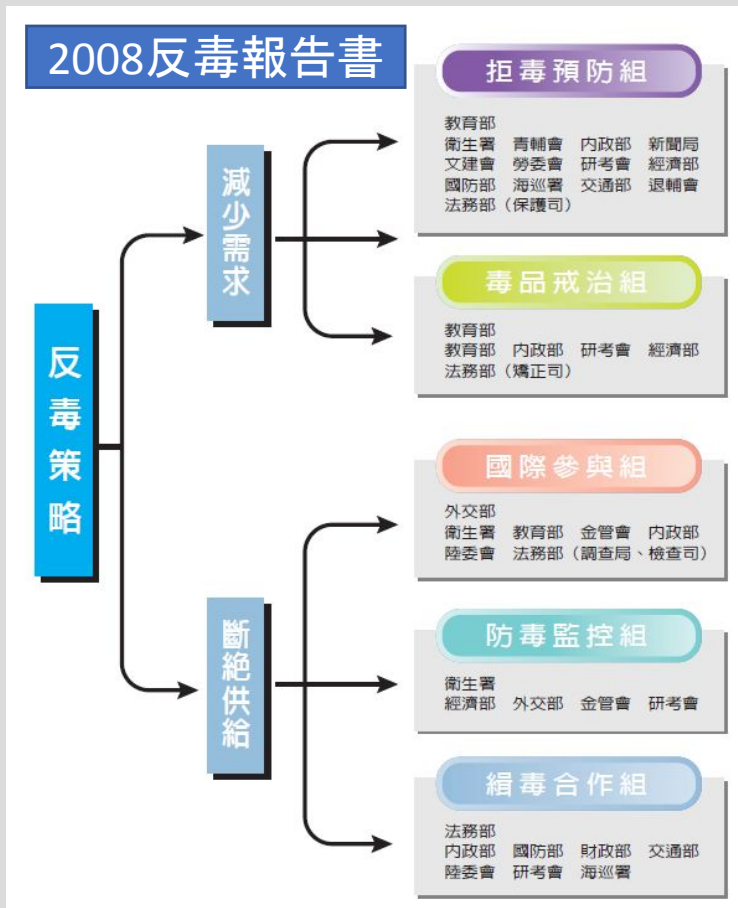 2008反毒報告書
反毒策略
減少需求
拒毒預防組
教育部
衛生署 青輔會 內政部 新聞局
文建會 勞委會 研考會 經濟部
國防部 海巡署 交通部 退輔會
法務部（保護司）
毒品戒治組
教育部
教育部 內政部 研考會 經濟部
法務部（矯正司）
斷絕供給
國際參與組
外交部
衛生署 教育部 金管會 內政部
陸委會 法務部（調查局、檢查司）
防毒監控組
衛生署
經濟部 外交部 金管會 研考會
緝毒合作組
法務部
內政部 國防部 財政部 交通部
陸委會 研考會 海巡署